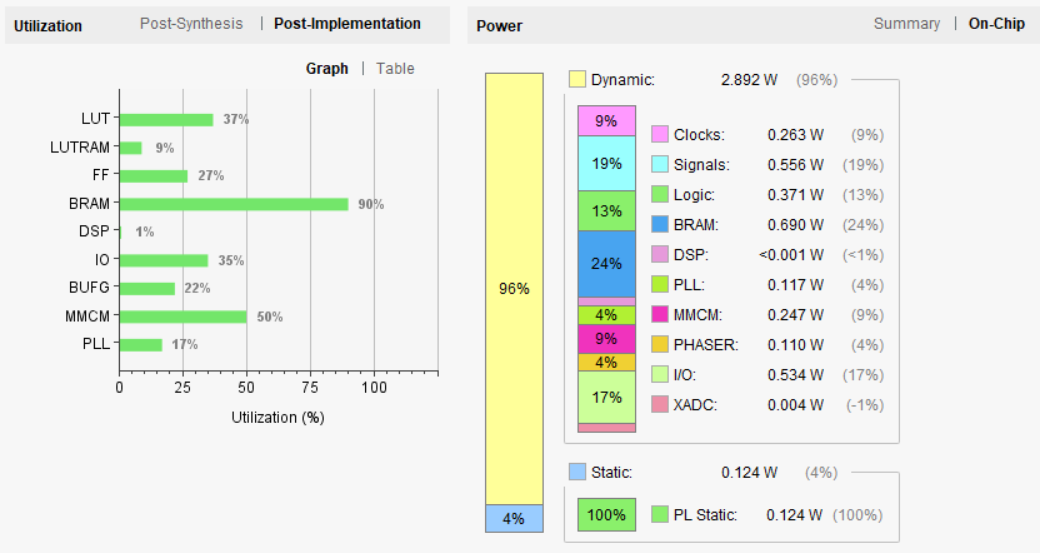 Utilization Post-Synthesis | Post-Implementation
Graph | Table
LUT 37%
LUTRAM 9%
FF 27%
BRAM 90%
DSP 1%
IO 35%
BUFG 22%
MMCM 50%
PLL 17%
0 25 50 75 100
Utilization (%)
Power Summary | On-Chip
96%
4%
Dynamic: 2.892 W (96%)
9%
19%
13%
24%
4%
9%
4%
17%
Clocks: 0.263 W (9%)
Signals: 0.556 W (19%)
Logic: 0.371 W (13%)
BRAM: 0.690 W (24%)
DSP: <0.001 W (<1%)
PLL: 0.117 W (4%)
MMCM: 0.247 W (9%)
PHASER: 0.110 W (4%)
I/O: 0.534 W (17%)
XADC: 0.004 W (-1%)
Static: 0.124 W (4%)
100% PL Static: 0.124 W (100%)